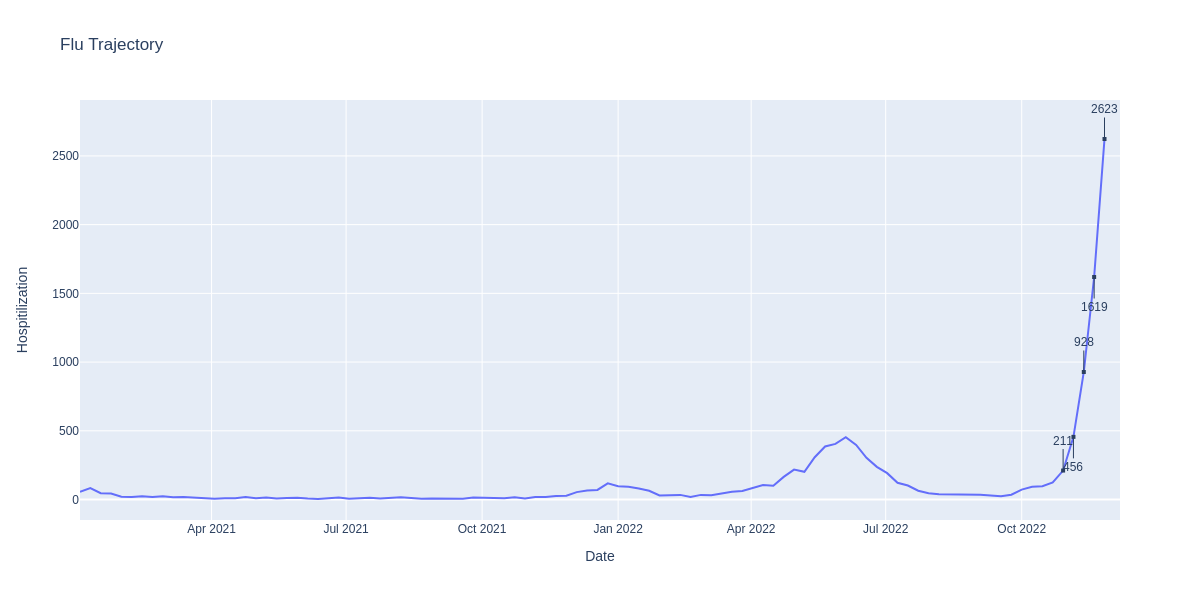 Flu Trajectory
2623
2500
2000
1500
1619
1000
928
500
211
456
0
Hospitilization
Apr 2021
Jul 2021
Oct 2021
Jan 2022
Apr 2022
Jul 2022
Oct 2022
Date